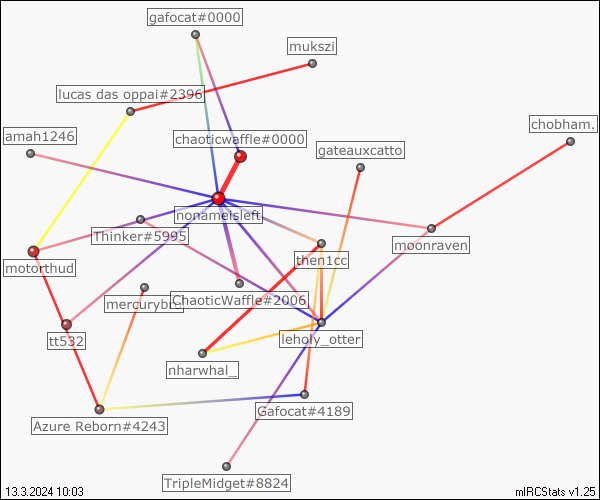 gafocat#0000
mukszi
lucas das oppai#2396
chobham.
amah1246
chaoticwaffle#0000
gateauxcatto
nonameisleft
Thinker#5995
moonraven
then1cc
motorthud
ChaoticWaffle#2006
tt532
leholy_otter
nharwhal_
Gafocat#4189
Azure Reborn#4243
TripleMidget#8824
13.3.2024 10:03
mIRCStats v1.25